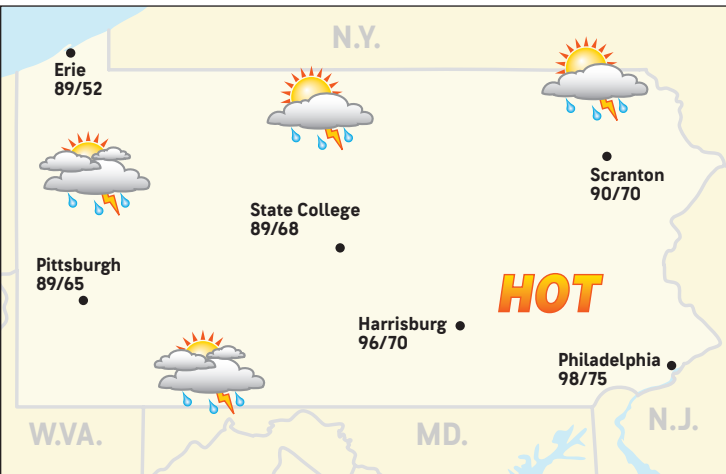 N.Y.
Erie
89/52
Scranton
90/70
State College
89/68
Pittsburgh
89/65
HOT
Harrisburg
96/70
Philadelphia
98/75
W.VA.
MD.
N.J.